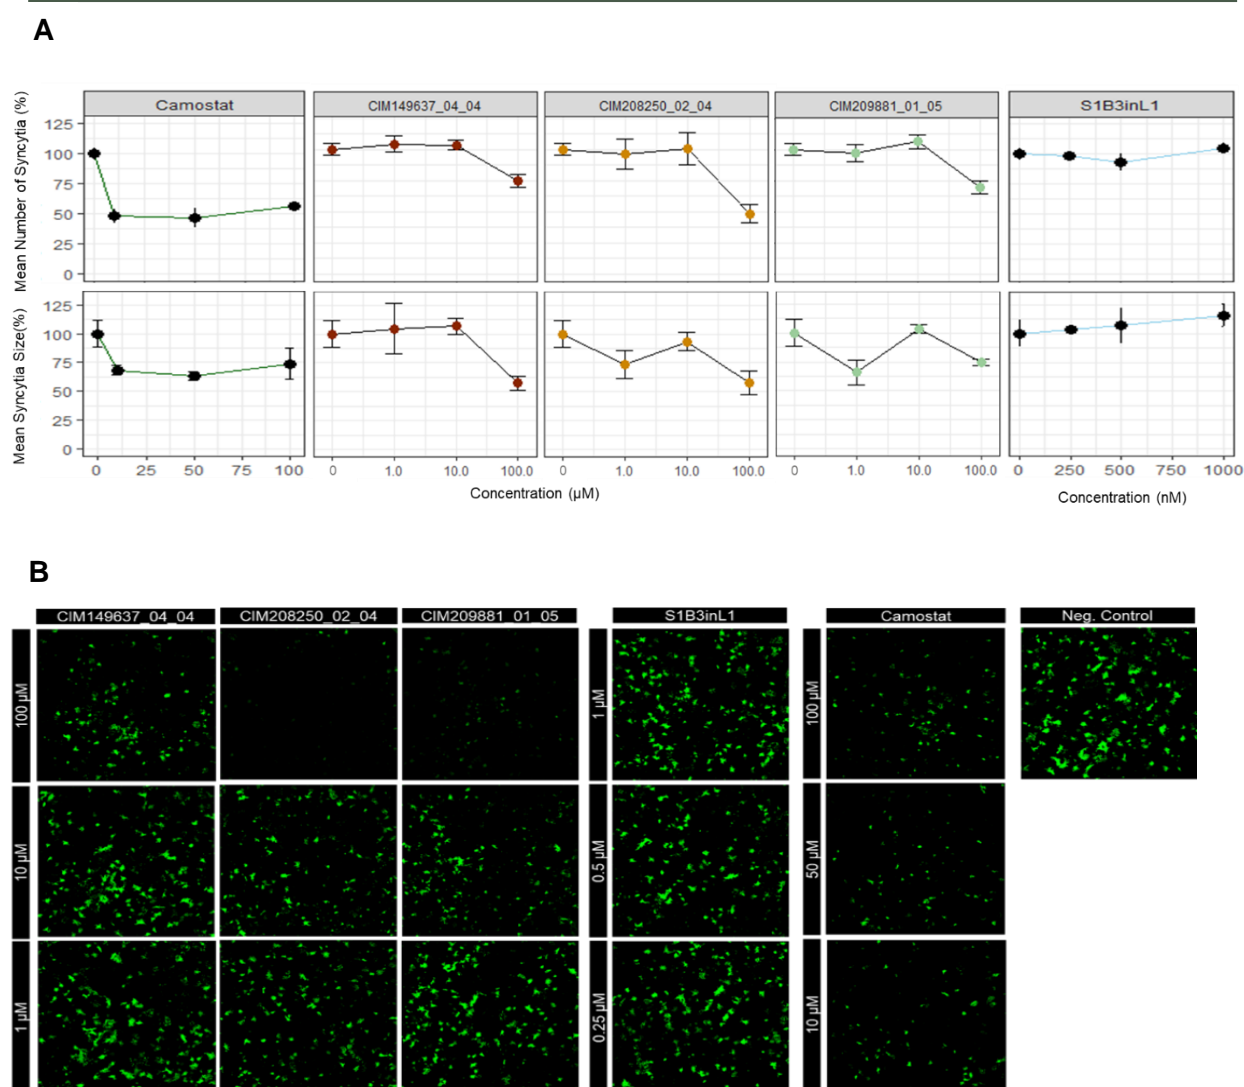 A
Camostat CIM149637_04_04 CIM208250_02_04 CIM209881_01_05 S1B3inL1
Mean Number of Syncytia (%)
125
100
75
50
25
0
Mean Syncytia Size(%)
125
100
75
50
25
0
0 25 50 75 100 0 1.0 10.0 100.0 0 1.0 10.0 100.0 0 1.0 10.0 100.0 0 250 500 750 1000
Concentration (µM) Concentration (nM)
B
CIM149637_04_04 CIM208250_02_04 CIM209881_01_05 S1B3inL1 Camostat Neg. Control
100 µM 1 µM 100 µM
10 µM 0.5 µM 50 µM
1 µM 0.25 µM 10 µM